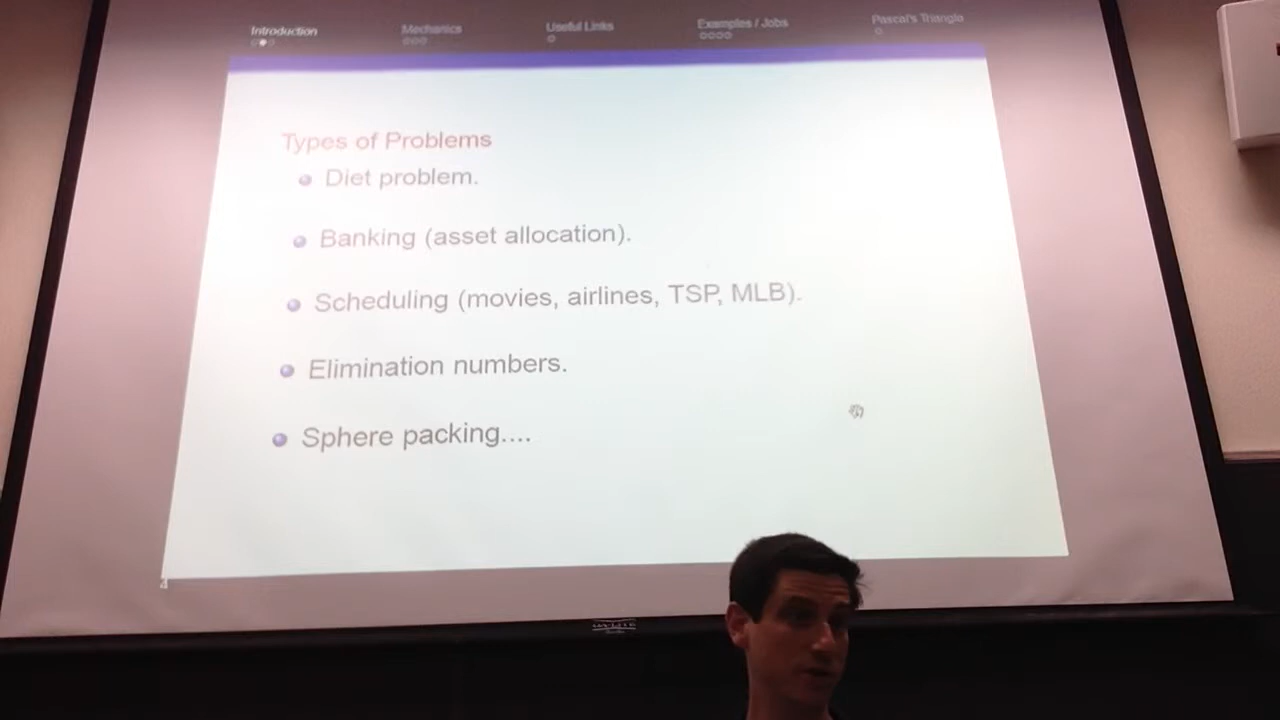 Introduction
Mechanics
Useful Links
Examples / Jobs
Pascal's Triangle
Types of Problems
Diet problem.
Banking (asset allocation).
Scheduling (movies, airlines, TSP, MLB).
Elimination numbers.
Sphere packing....